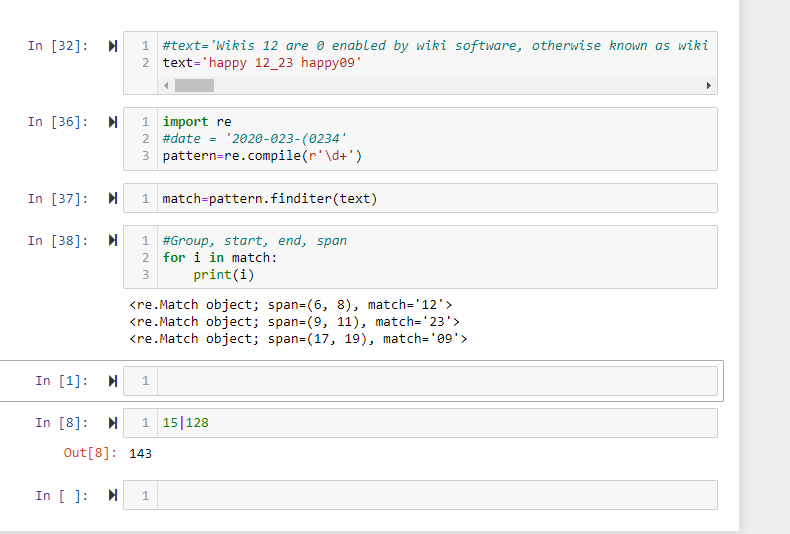 In [32]: 1 #text='Wikis 12 are 0 enabled by wiki software, otherwise known as wiki
2 text='happy 12_23 happy09'
In [36]: 1 import re
2 #date = '2020-023-(0234'
3 pattern=re.compile(r'\d+')
In [37]: 1 match=pattern.finditer(text)
In [38]: 1 #Group, start, end, span
2 for i in match:
3     print(i)
<re.Match object; span=(6, 8), match='12'>
<re.Match object; span=(9, 11), match='23'>
<re.Match object; span=(17, 19), match='09'>
In [1]: 1
In [8]: 1 15|128
Out[8]: 143
In [ ]: 1